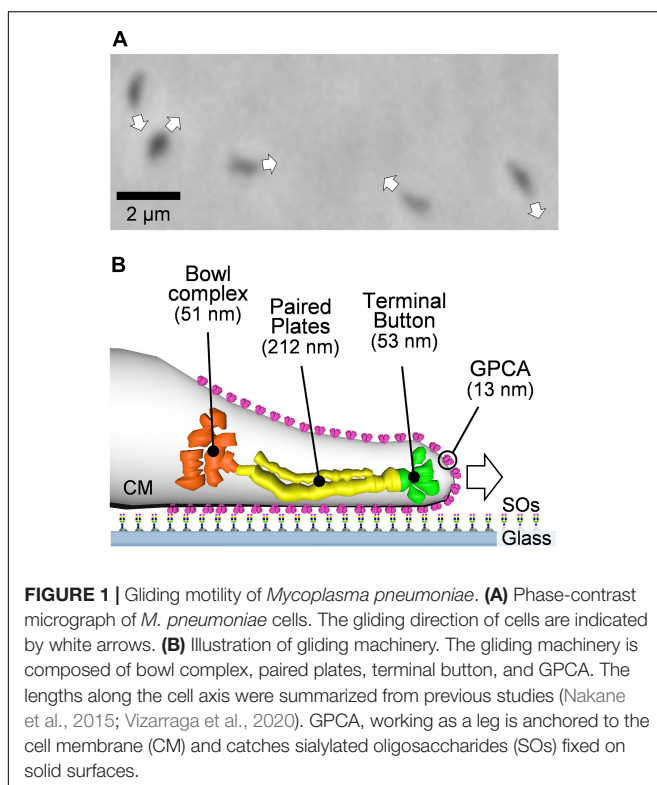 A
2 µm
B
Bowl
complex
(51 nm)
Paired
Plates
(212 nm)
Terminal
Button
(53 nm)
GPCA
(13 nm)
CM
SOs
Glass
FIGURE 1 | Gliding motility of Mycoplasma pneumoniae. (A) Phase-contrast
micrograph of M. pneumoniae cells. The gliding direction of cells are indicated
by white arrows. (B) Illustration of gliding machinery. The gliding machinery is
composed of bowl complex, paired plates, terminal button, and GPCA. The
lengths along the cell axis were summarized from previous studies (Nakane
et al., 2015; Vizarraga et al., 2020). GPCA, working as a leg is anchored to the
cell membrane (CM) and catches sialylated oligosaccharides (SOs) fixed on
solid surfaces.